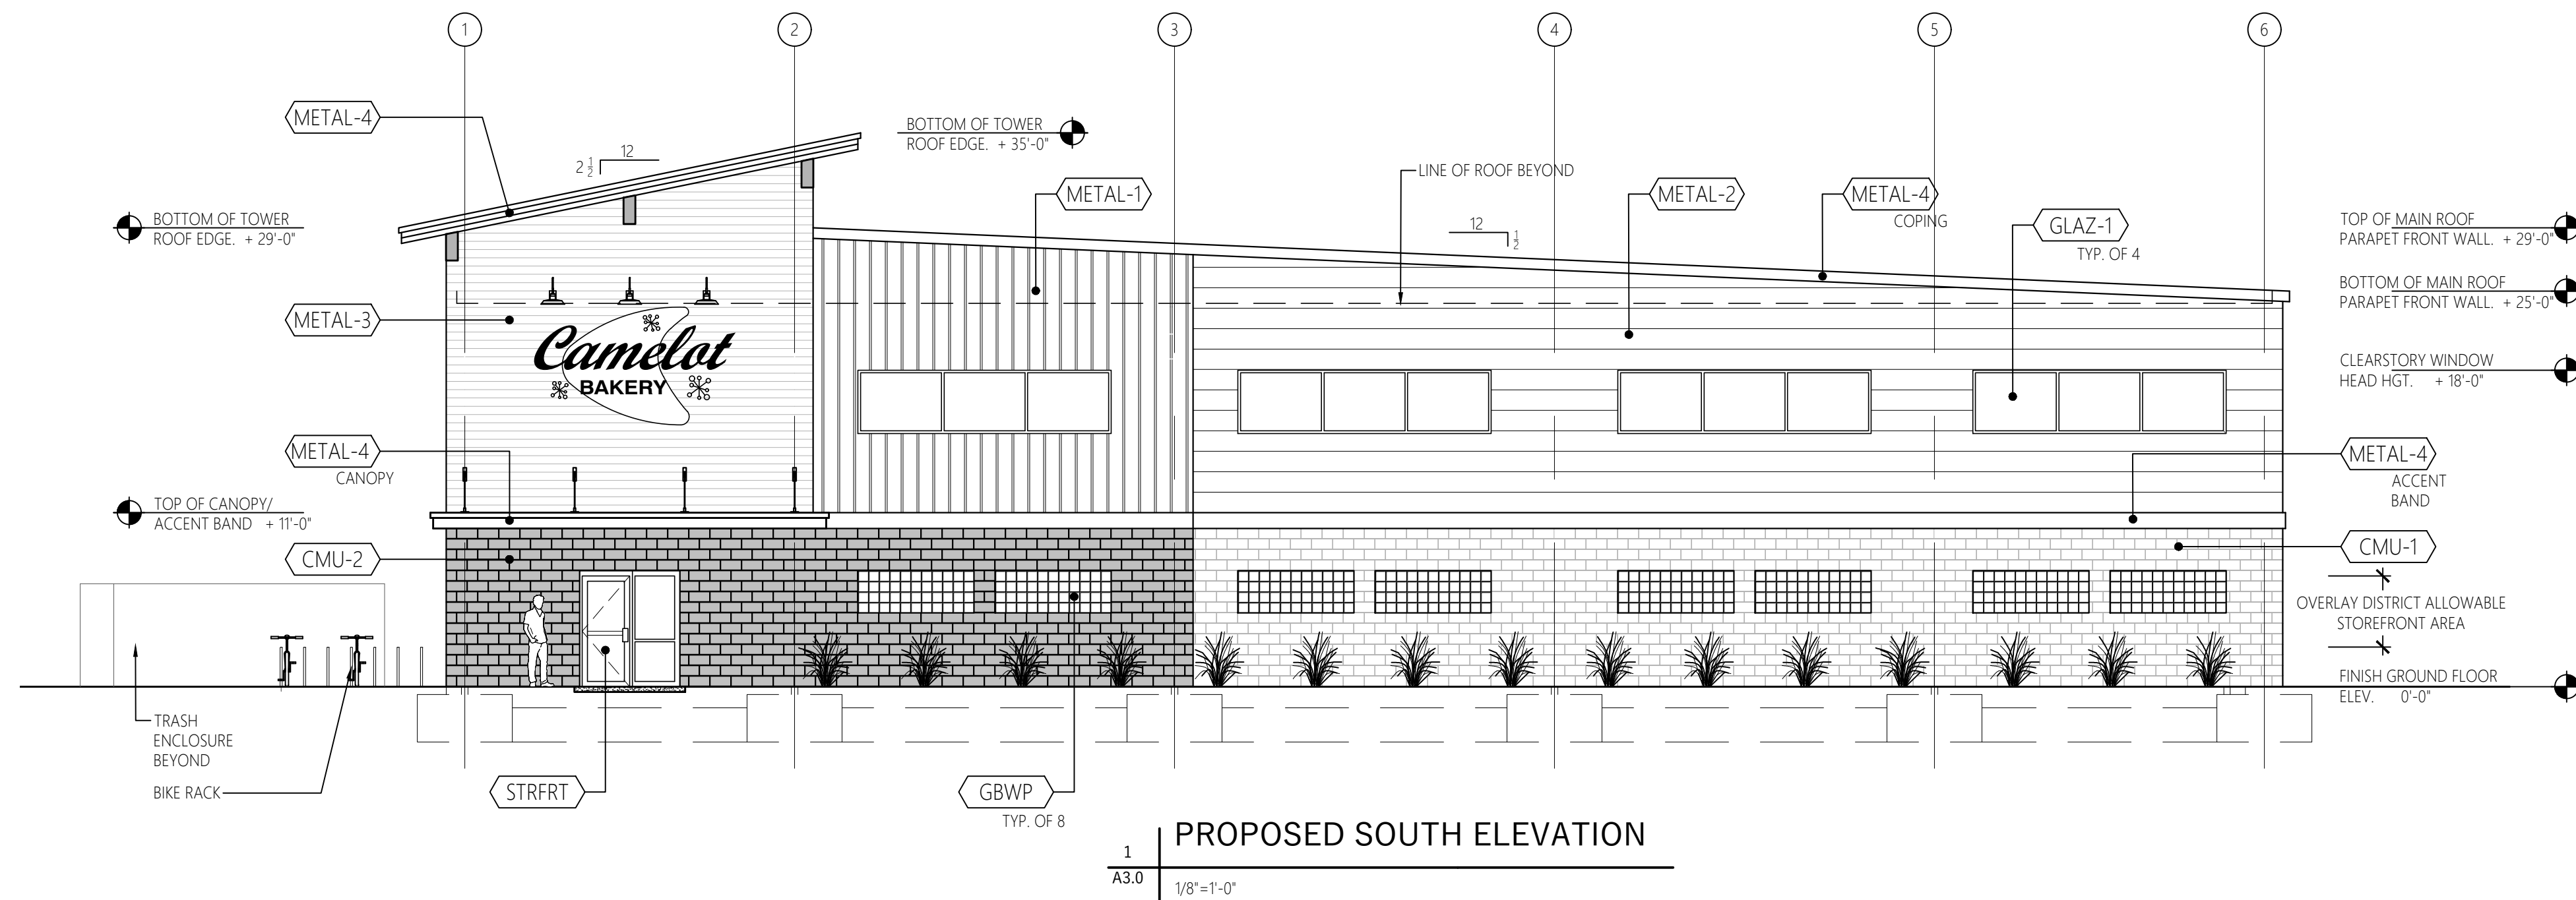 1
2
3
4
5
6
METAL-4
BOTTOM OF TOWER
ROOF EDGE. + 35'-0"
12
2 1/2
LINE OF ROOF BEYOND
METAL-1
METAL-2
METAL-4
COPING
GLAZ-1
TYP. OF 4
BOTTOM OF TOWER
ROOF EDGE. + 29'-0"
12
1/2
TOP OF MAIN ROOF
PARAPET FRONT WALL. + 29'-0"
BOTTOM OF MAIN ROOF
PARAPET FRONT WALL. + 25'-0"
METAL-3
Camelot
BAKERY
CLEARSTORY WINDOW
HEAD HGT. + 18'-0"
METAL-4
CANOPY
METAL-4
ACCENT
BAND
TOP OF CANOPY/
ACCENT BAND + 11'-0"
CMU-2
CMU-1
OVERLAY DISTRICT ALLOWABLE
STOREFRONT AREA
FINISH GROUND FLOOR
ELEV. 0'-0"
TRASH
ENCLOSURE
BEYOND
BIKE RACK
STRFRT
GBWP
TYP. OF 8
1
A3.0
PROPOSED SOUTH ELEVATION
1/8"=1'-0"